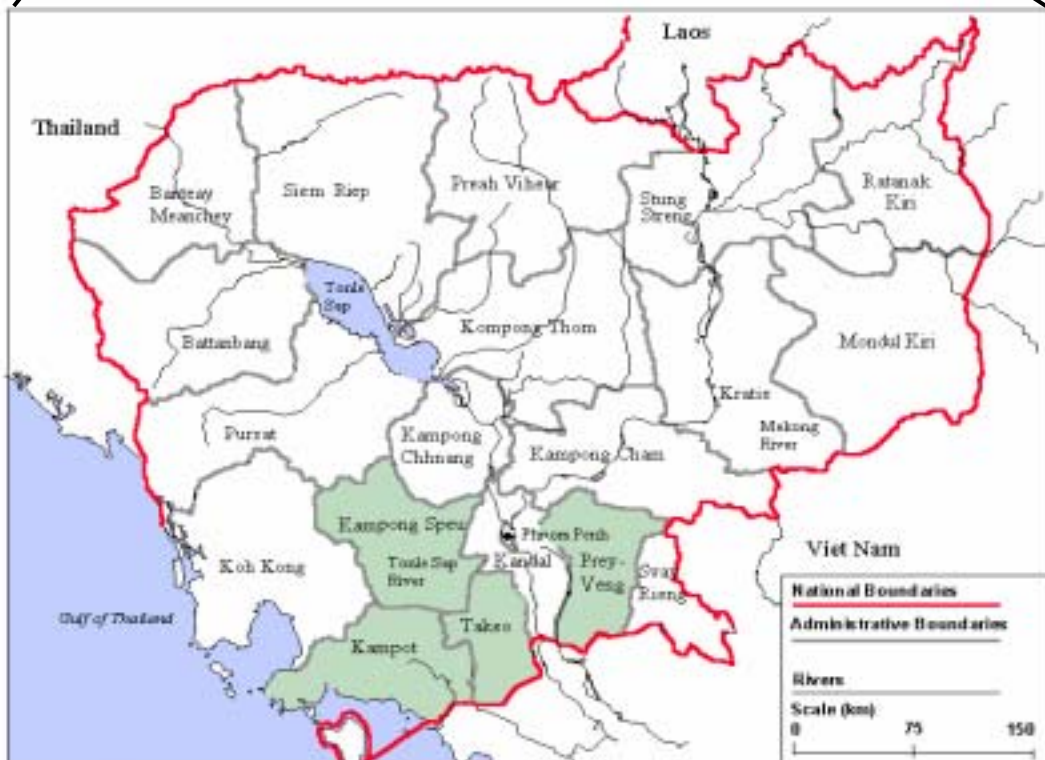 Laos
Thailand
Banteay
Meanchey
Siem Riep
Preah Vihear
Stung
Streng
Ratanak
Kiri
Tonle
Sap
Battanbang
Kompong Thom
Mondul Kiri
Kratie
Pursat
Kampong
Chhnang
Kampong Cham
Mekong
River
Kampong Speu
Phnom Penh
Viet Nam
Koh Kong
Tonle Sap
River
Kandal
Prey-
Veng
Svay
Rieng
Gulf of Thailand
Takeo
Kampot
National Boundaries
Administrative Boundaries
Rivers
Scale (km)
0 75 150